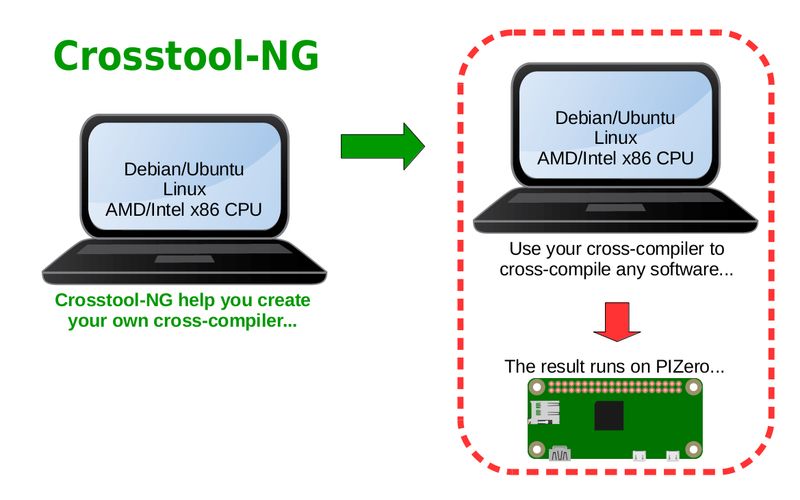 Crosstool-NG
Debian/Ubuntu
Linux
AMD/Intel x86 CPU
Crosstool-NG help you create
your own cross-compiler...
Debian/Ubuntu
Linux
AMD/Intel x86 CPU
Use your cross-compiler to
cross-compile any software...
The result runs on PIZero...